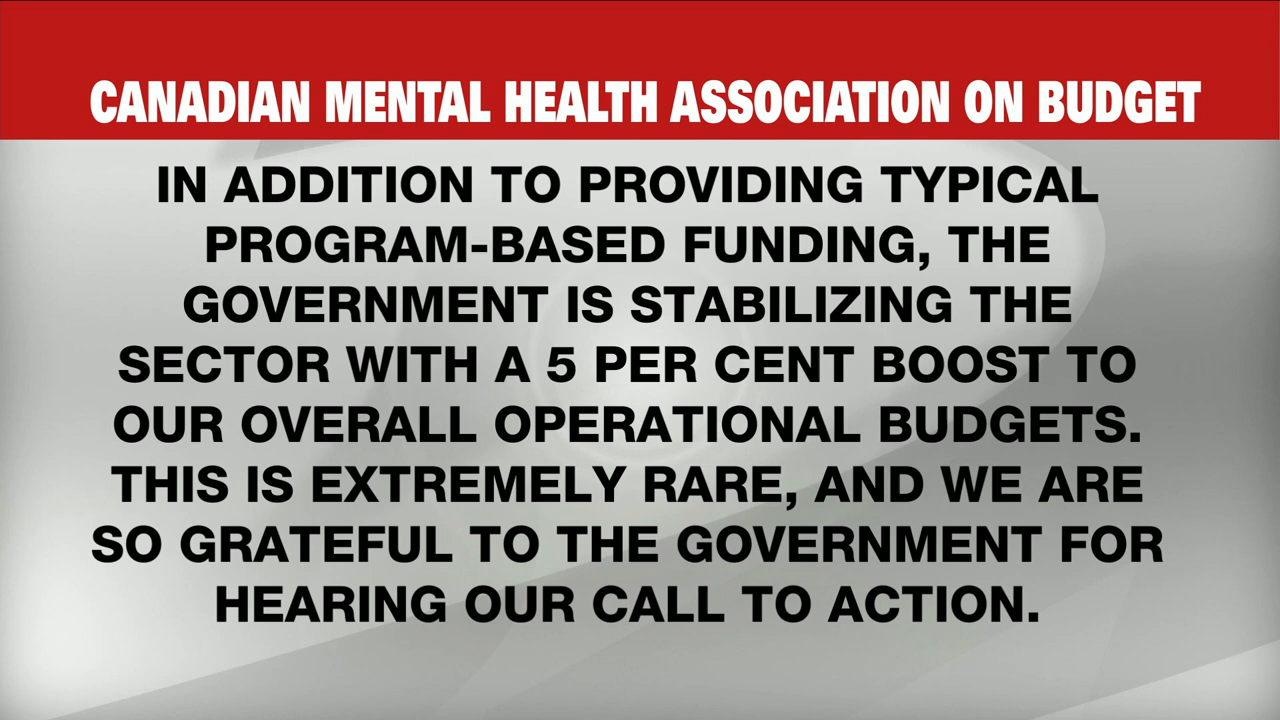 CANADIAN MENTAL HEALTH ASSOCIATION ON BUDGET
IN ADDITION TO PROVIDING TYPICAL
PROGRAM-BASED FUNDING, THE
GOVERNMENT IS STABILIZING THE
SECTOR WITH A 5 PER CENT BOOST TO
OUR OVERALL OPERATIONAL BUDGETS.
THIS IS EXTREMELY RARE, AND WE ARE
SO GRATEFUL TO THE GOVERNMENT FOR
HEARING OUR CALL TO ACTION.